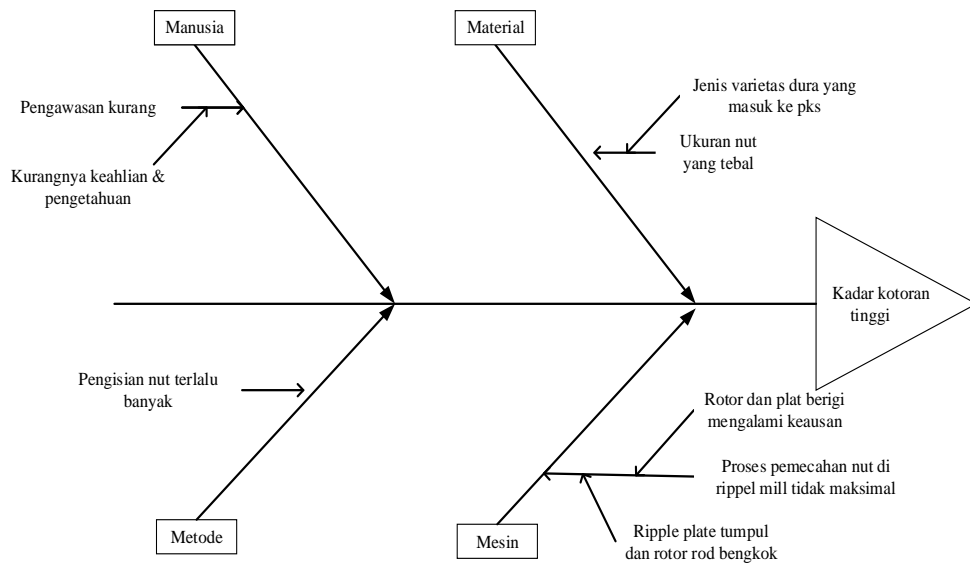 Manusia
Material
Pengawasan kurang
Kurangnya keahlian &
pengetahuan
Jenis varietas dura yang
masuk ke pks
Ukuran nut
yang tebal
Kadar kotoran
tinggi
Pengisian nut terlalu
banyak
Rotor dan plat berigi
mengalami keausan
Proses pemecahan nut di
rippel mill tidak maksimal
Ripple plate tumpul
dan rotor rod bengkok
Metode
Mesin